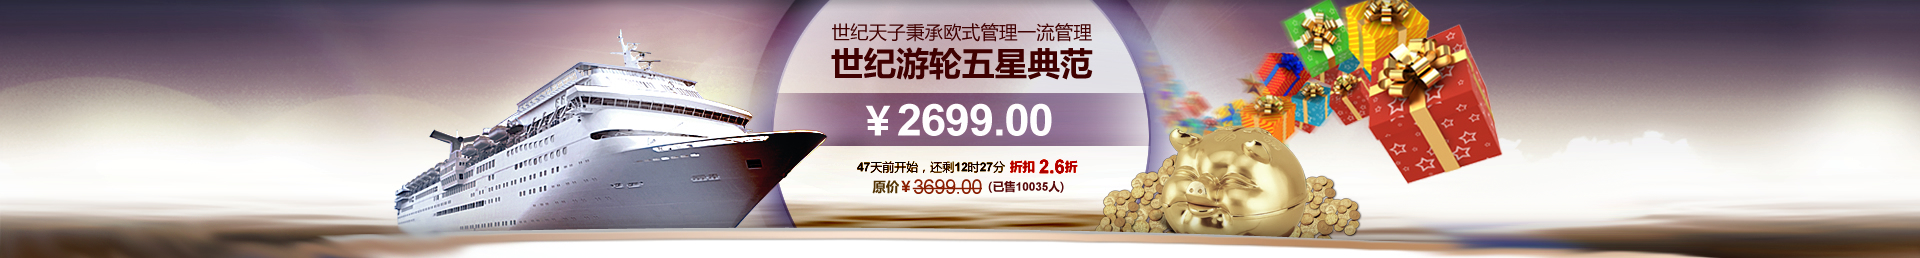 世纪天子秉承欧式管理一流管理
世纪游轮五星典范
¥2699.00
47天前开始，还剩12时27分 折扣 2.6折
原价¥3699.00（已售10035人）